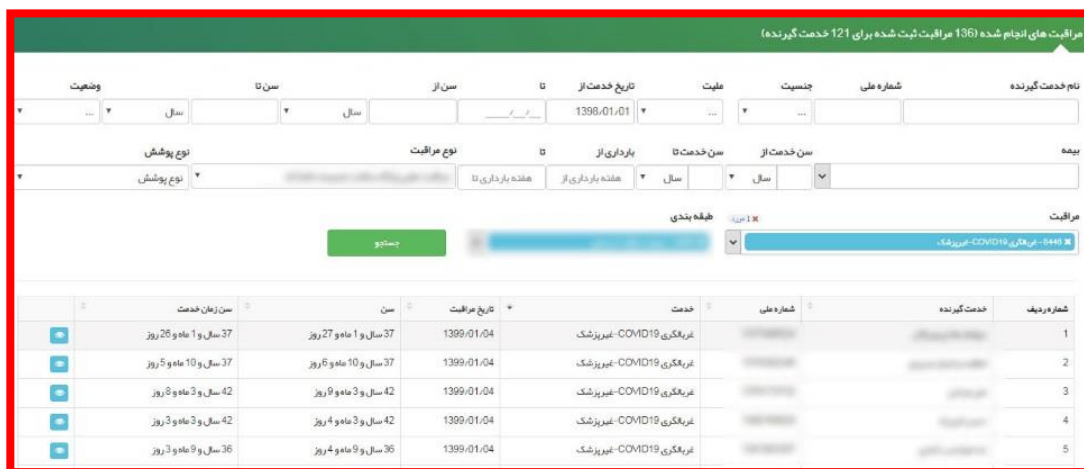 مراقبت های انجام شده (136 مراقبت ثبت شده برای 121 خدمت گیرنده)
نام خدمت گیرنده شماره ملی جنسیت ملیت تاریخ خدمت از تا سن از سن تا وضعیت
... ... 1398/01/01 __/__/____ سال سال ...
بیمه سن خدمت از سن خدمت تا بارداری از تا نوع مراقبت نوع پوشش
سال سال هفته بارداری از هفته بارداری تا نوع پوشش
مراقبت طبقه بندی
8446 - غربالگری COVID19-غیرپزشک جستجو
شماره ردیف خدمت گیرنده شماره ملی خدمت تاریخ مراقبت سن سن زمان خدمت
1 غربالگری COVID19-غیرپزشک 1399/01/04 37 سال و 1 ماه و 27 روز 37 سال و 1 ماه و 26 روز
2 غربالگری COVID19-غیرپزشک 1399/01/04 37 سال و 10 ماه و 6 روز 37 سال و 10 ماه و 5 روز
3 غربالگری COVID19-غیرپزشک 1399/01/04 42 سال و 3 ماه و 9 روز 42 سال و 3 ماه و 8 روز
4 غربالگری COVID19-غیرپزشک 1399/01/04 42 سال و 3 ماه و 4 روز 42 سال و 3 ماه و 3 روز
5 غربالگری COVID19-غیرپزشک 1399/01/04 36 سال و 9 ماه و 4 روز 36 سال و 9 ماه و 3 روز